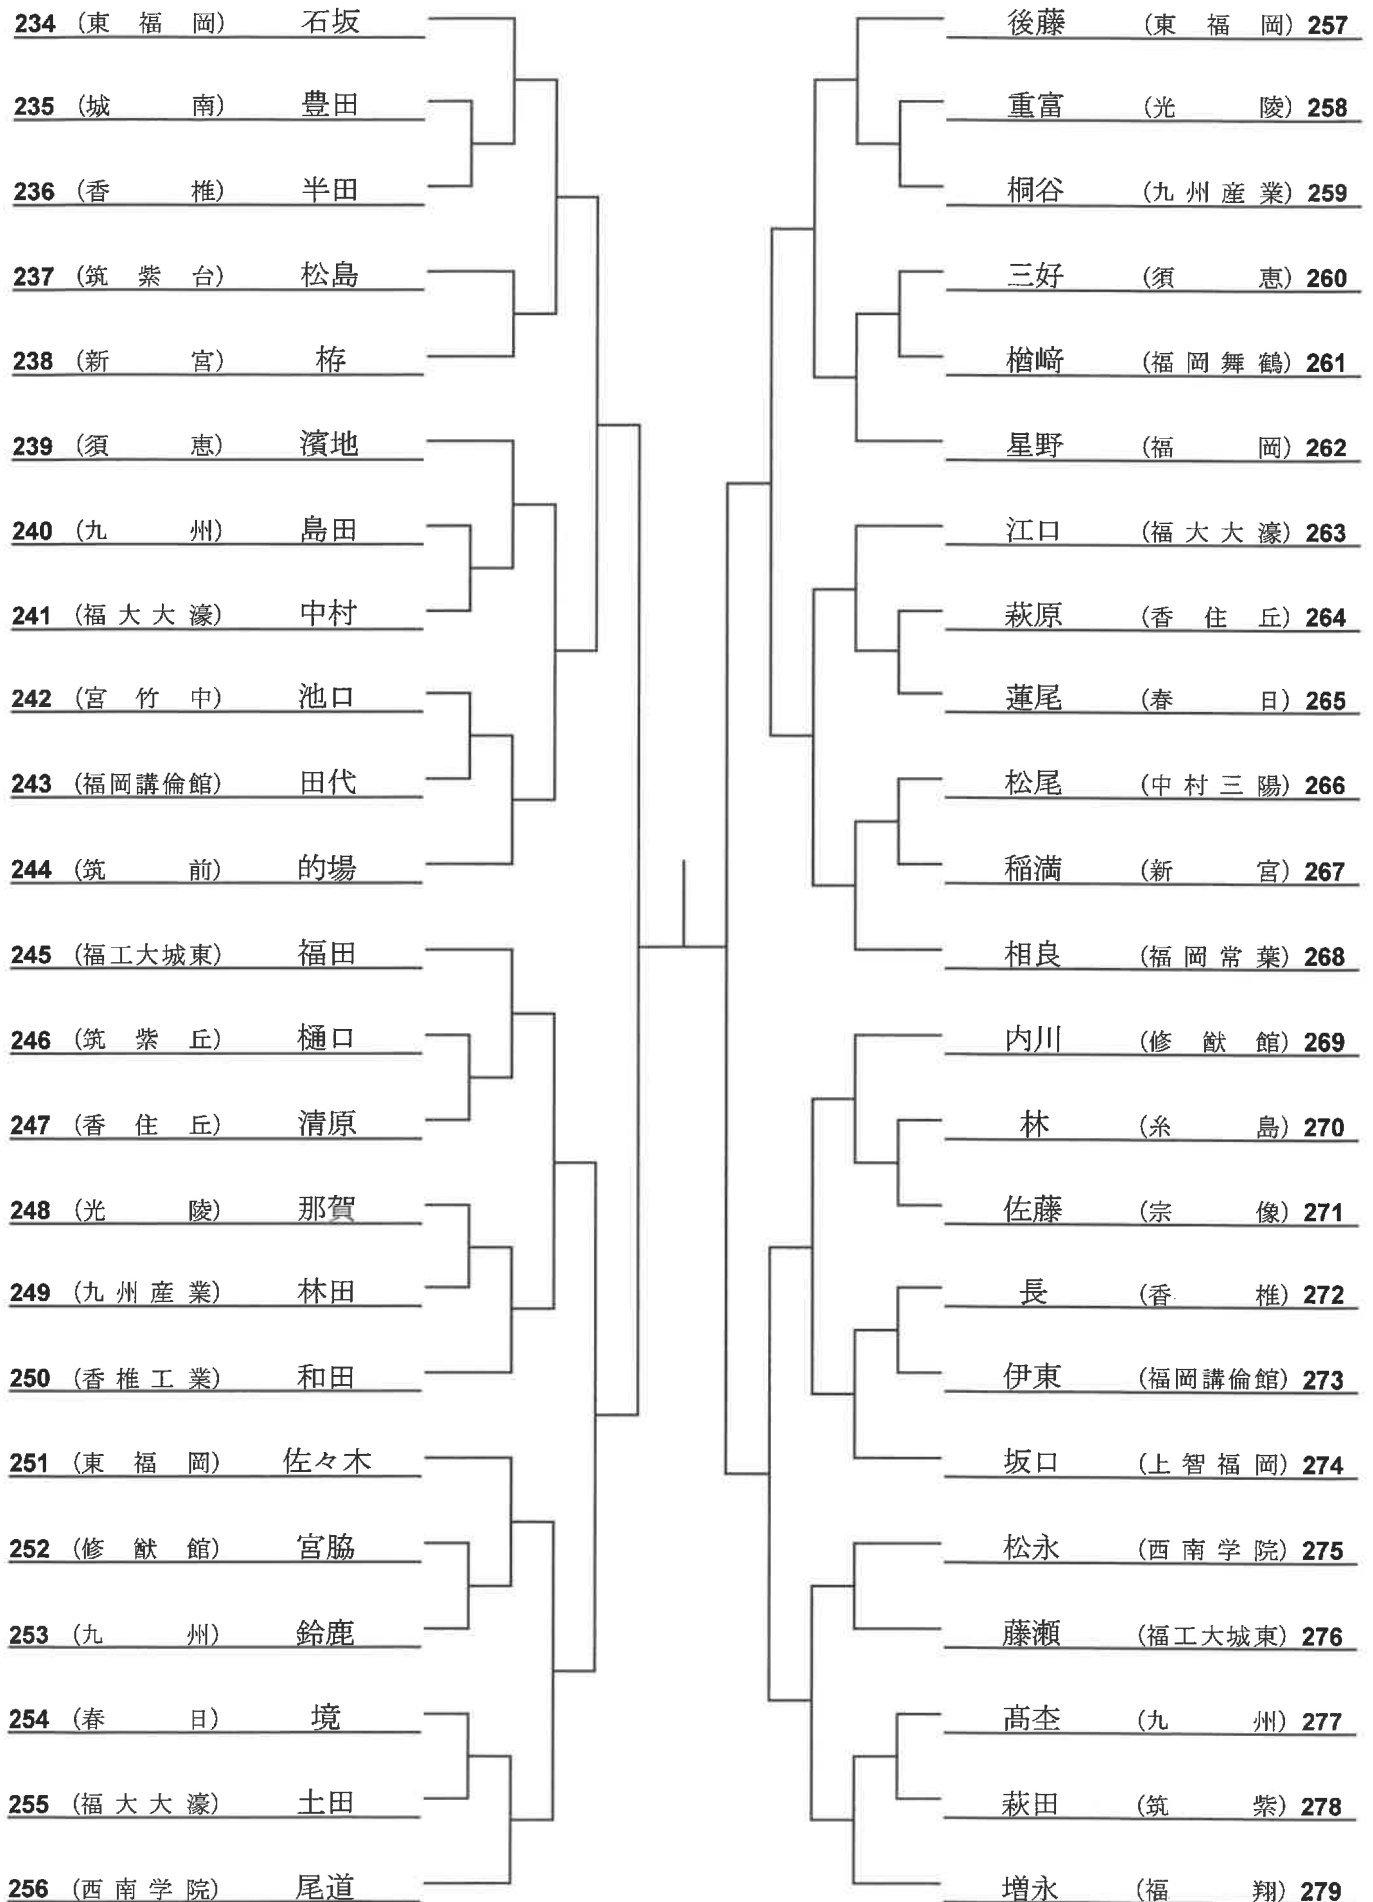 234 (東福岡) 石坂
235 (城南) 豊田
236 (香椎) 半田
237 (筑紫台) 松島
238 (新宮) 栫
239 (須恵) 濱地
240 (九州) 島田
241 (福大大濠) 中村
242 (宮竹中) 池口
243 (福岡講倫館) 田代
244 (筑前) 的場
245 (福工大城東) 福田
246 (筑紫丘) 樋口
247 (香住丘) 清原
248 (光陵) 那賀
249 (九州産業) 林田
250 (香椎工業) 和田
251 (東福岡) 佐々木
252 (修猷館) 宮脇
253 (九州) 鈴鹿
254 (春日) 境
255 (福大大濠) 土田
256 (西南学院) 尾道
後藤 (東福岡) 257
重富 (光陵) 258
桐谷 (九州産業) 259
三好 (須恵) 260
楢﨑 (福岡舞鶴) 261
星野 (福岡) 262
江口 (福大大濠) 263
萩原 (香住丘) 264
蓮尾 (春日) 265
松尾 (中村三陽) 266
稲満 (新宮) 267
相良 (福岡常葉) 268
内川 (修猷館) 269
林 (糸島) 270
佐藤 (宗像) 271
長 (香椎) 272
伊東 (福岡講倫館) 273
坂口 (上智福岡) 274
松永 (西南学院) 275
藤瀬 (福工大城東) 276
髙杢 (九州) 277
萩田 (筑紫) 278
増永 (福翔) 279